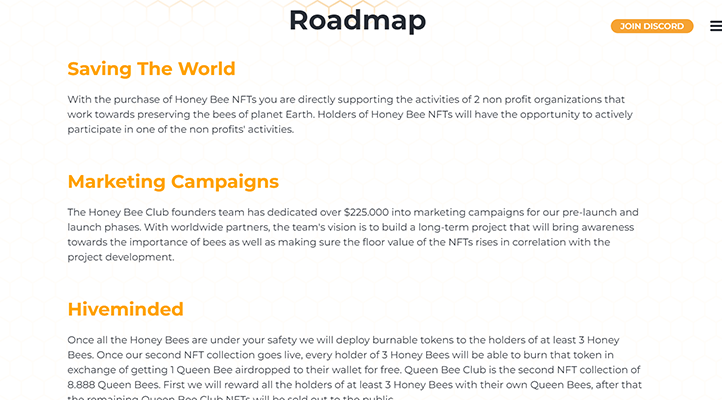 Roadmap
JOIN DISCORD
Saving The World
With the purchase of Honey Bee NFTs you are directly supporting the activities of 2 non profit organizations that
work towards preserving the bees of planet Earth. Holders of Honey Bee NFTs will have the opportunity to actively
participate in one of the non profits' activities.
Marketing Campaigns
The Honey Bee Club founders team has dedicated over $225.000 into marketing campaigns for our pre-launch and
launch phases. With worldwide partners, the team's vision is to build a long-term project that will bring awareness
towards the importance of bees as well as making sure the floor value of the NFTs rises in correlation with the
project development.
Hiveminded
Once all the Honey Bees are under your safety we will deploy burnable tokens to the holders of at least 3 Honey
Bees. Once our second NFT collection goes live, every holder of 3 Honey Bees will be able to burn that token in
exchange of getting 1 Queen Bee airdropped to their wallet for free. Queen Bee Club is the second NFT collection of
8.888 Queen Bees. First we will reward all the holders of at least 3 Honey Bees with their own Queen Bees, after that
the remaining Queen Bee Club NFTs will be sold out to the public.